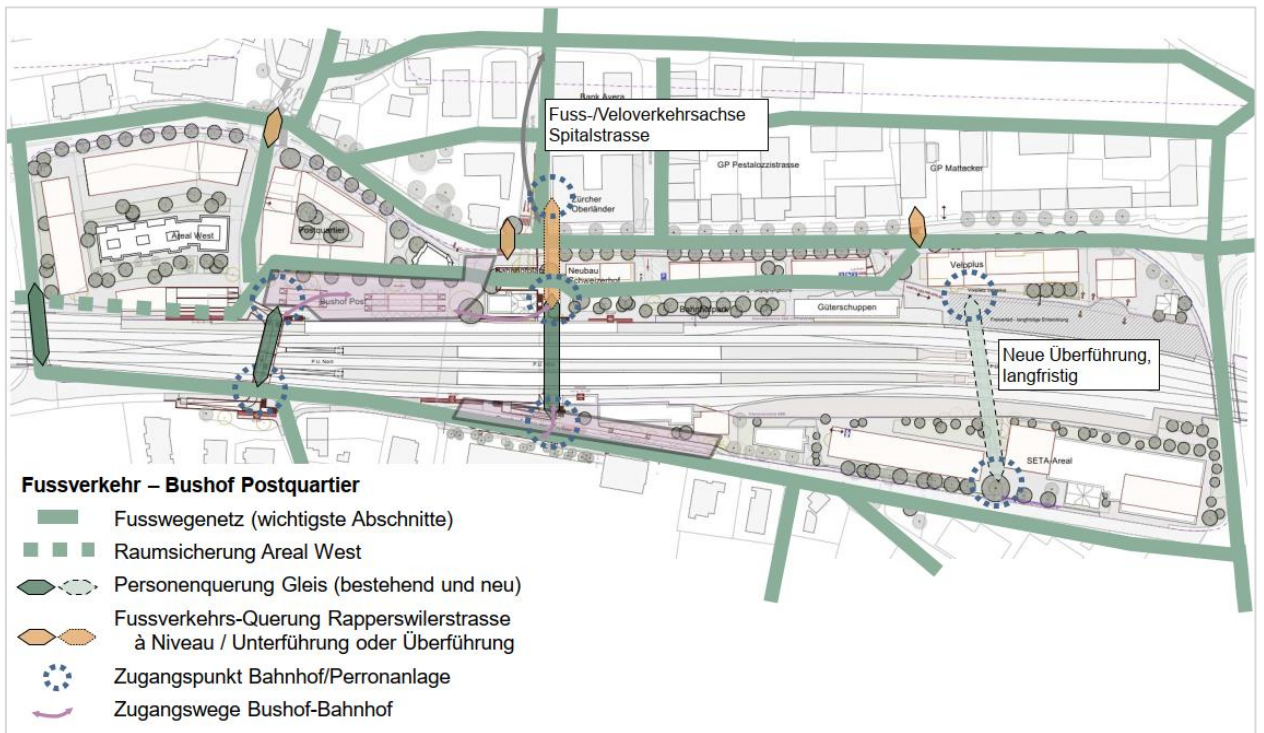 Bank Avera
Fuss-/Veloverkehrsachse
Spitalstrasse
GP Pestalozzistrasse
GP Mattacker
Zürcher
Oberländer
Areal West
Postquartier
Neubau
Schweizerhof
Veloplus
Bushof Post
Bahnhofpark
Güterschuppen
Neue Überführung,
langfristig
SETA-Areal
Fussverkehr – Bushof Postquartier
Fusswegenetz (wichtigste Abschnitte)
Raumsicherung Areal West
Personenquerung Gleis (bestehend und neu)
Fussverkehrs-Querung Rapperswilerstrasse
à Niveau / Unterführung oder Überführung
Zugangspunkt Bahnhof/Perronanlage
Zugangswege Bushof-Bahnhof